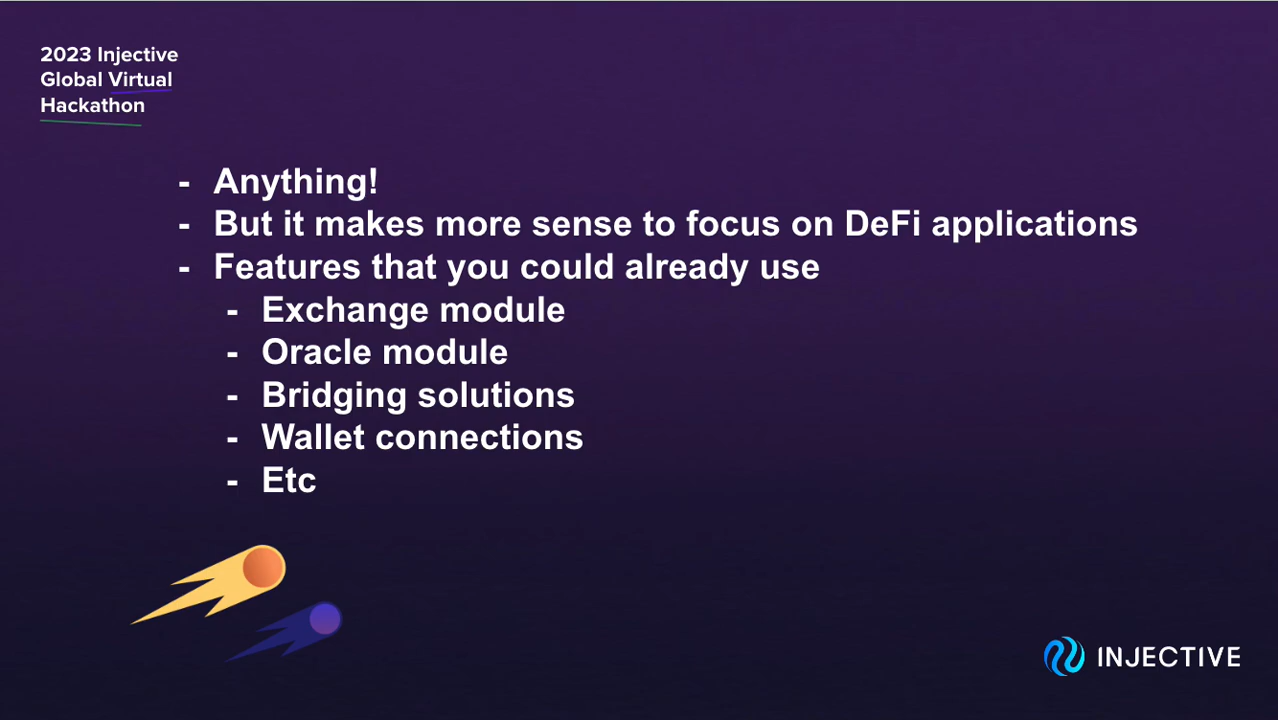 2023 Injective
Global Virtual
Hackathon
- Anything!
- But it makes more sense to focus on DeFi applications
- Features that you could already use
- Exchange module
- Oracle module
- Bridging solutions
- Wallet connections
- Etc
INJECTIVE